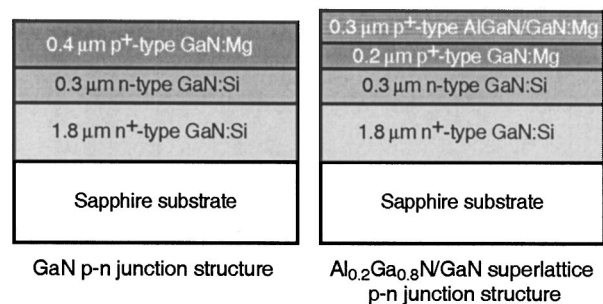 0.4 μm p⁺-type GaN:Mg
0.3 μm n-type GaN:Si
1.8 μm n⁺-type GaN:Si
Sapphire substrate
GaN p-n junction structure
0.3 μm p⁺-type AlGaN/GaN:Mg
0.2 μm p⁺-type GaN:Mg
0.3 μm n-type GaN:Si
1.8 μm n⁺-type GaN:Si
Sapphire substrate
Al₀.₂Ga₀.₈N/GaN superlattice
p-n junction structure